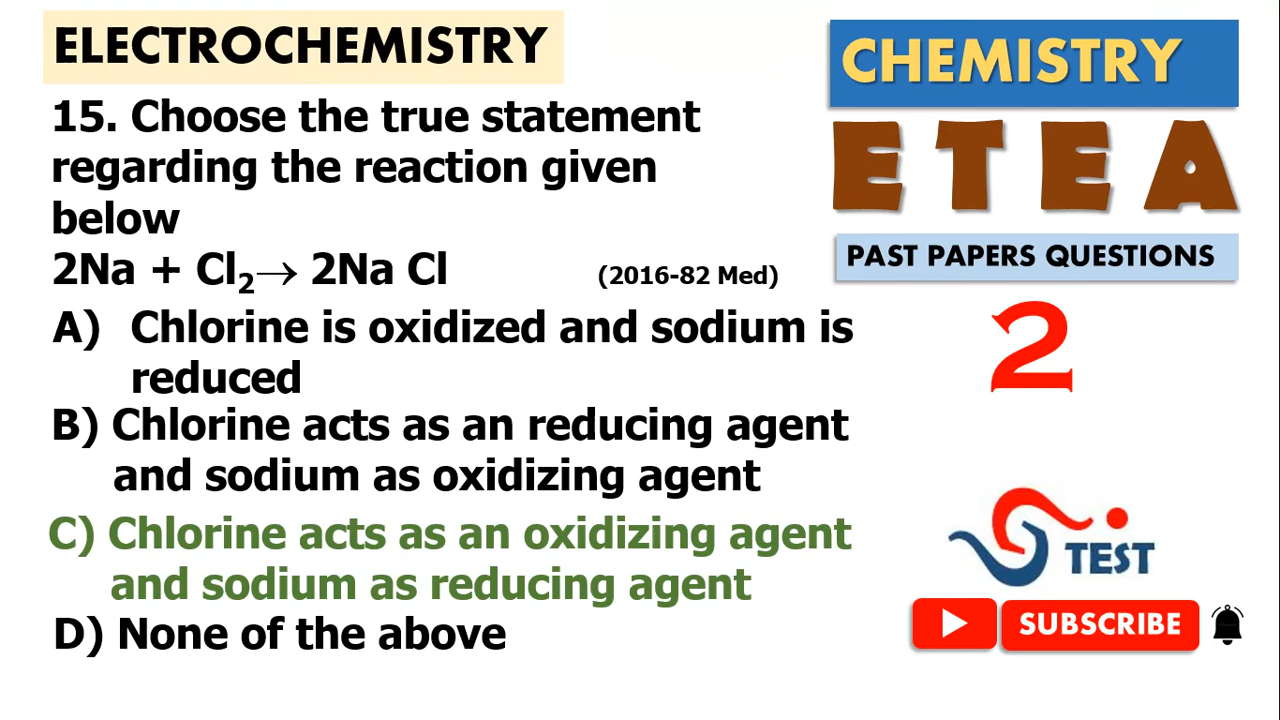 ELECTROCHEMISTRY
15. Choose the true statement
regarding the reaction given
below
2Na + Cl₂→ 2Na Cl (2016-82 Med)
A) Chlorine is oxidized and sodium is
reduced
B) Chlorine acts as an reducing agent
and sodium as oxidizing agent
C) Chlorine acts as an oxidizing agent
and sodium as reducing agent
D) None of the above
CHEMISTRY
ETEA
PAST PAPERS QUESTIONS
2
TEST
SUBSCRIBE